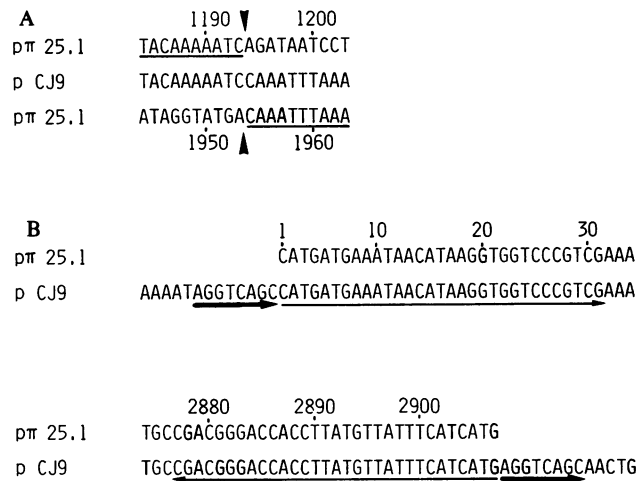 A
1190 1200
pπ 25.1 TACAAAAATCAGATAATCCT
p CJ9 TACAAAAATCCAAATTTAAA
pπ 25.1 ATAGGTATGACAAATTTAAA
1950 1960
B
1 10 20 30
pπ 25.1 CATGATGAAATAACATAAGGTGGTCCCGTCGAAA
p CJ9 AAAATAGGTCAGCCATGATGAAATAACATAAGGTGGTCCCGTCGAAA
2880 2890 2900
pπ 25.1 TGCCGACGGGACCACCTTATGTTATTTCATCATG
p CJ9 TGCCGACGGGACCACCTTATGTTATTTCATCATGAGGTCAGCAACTG